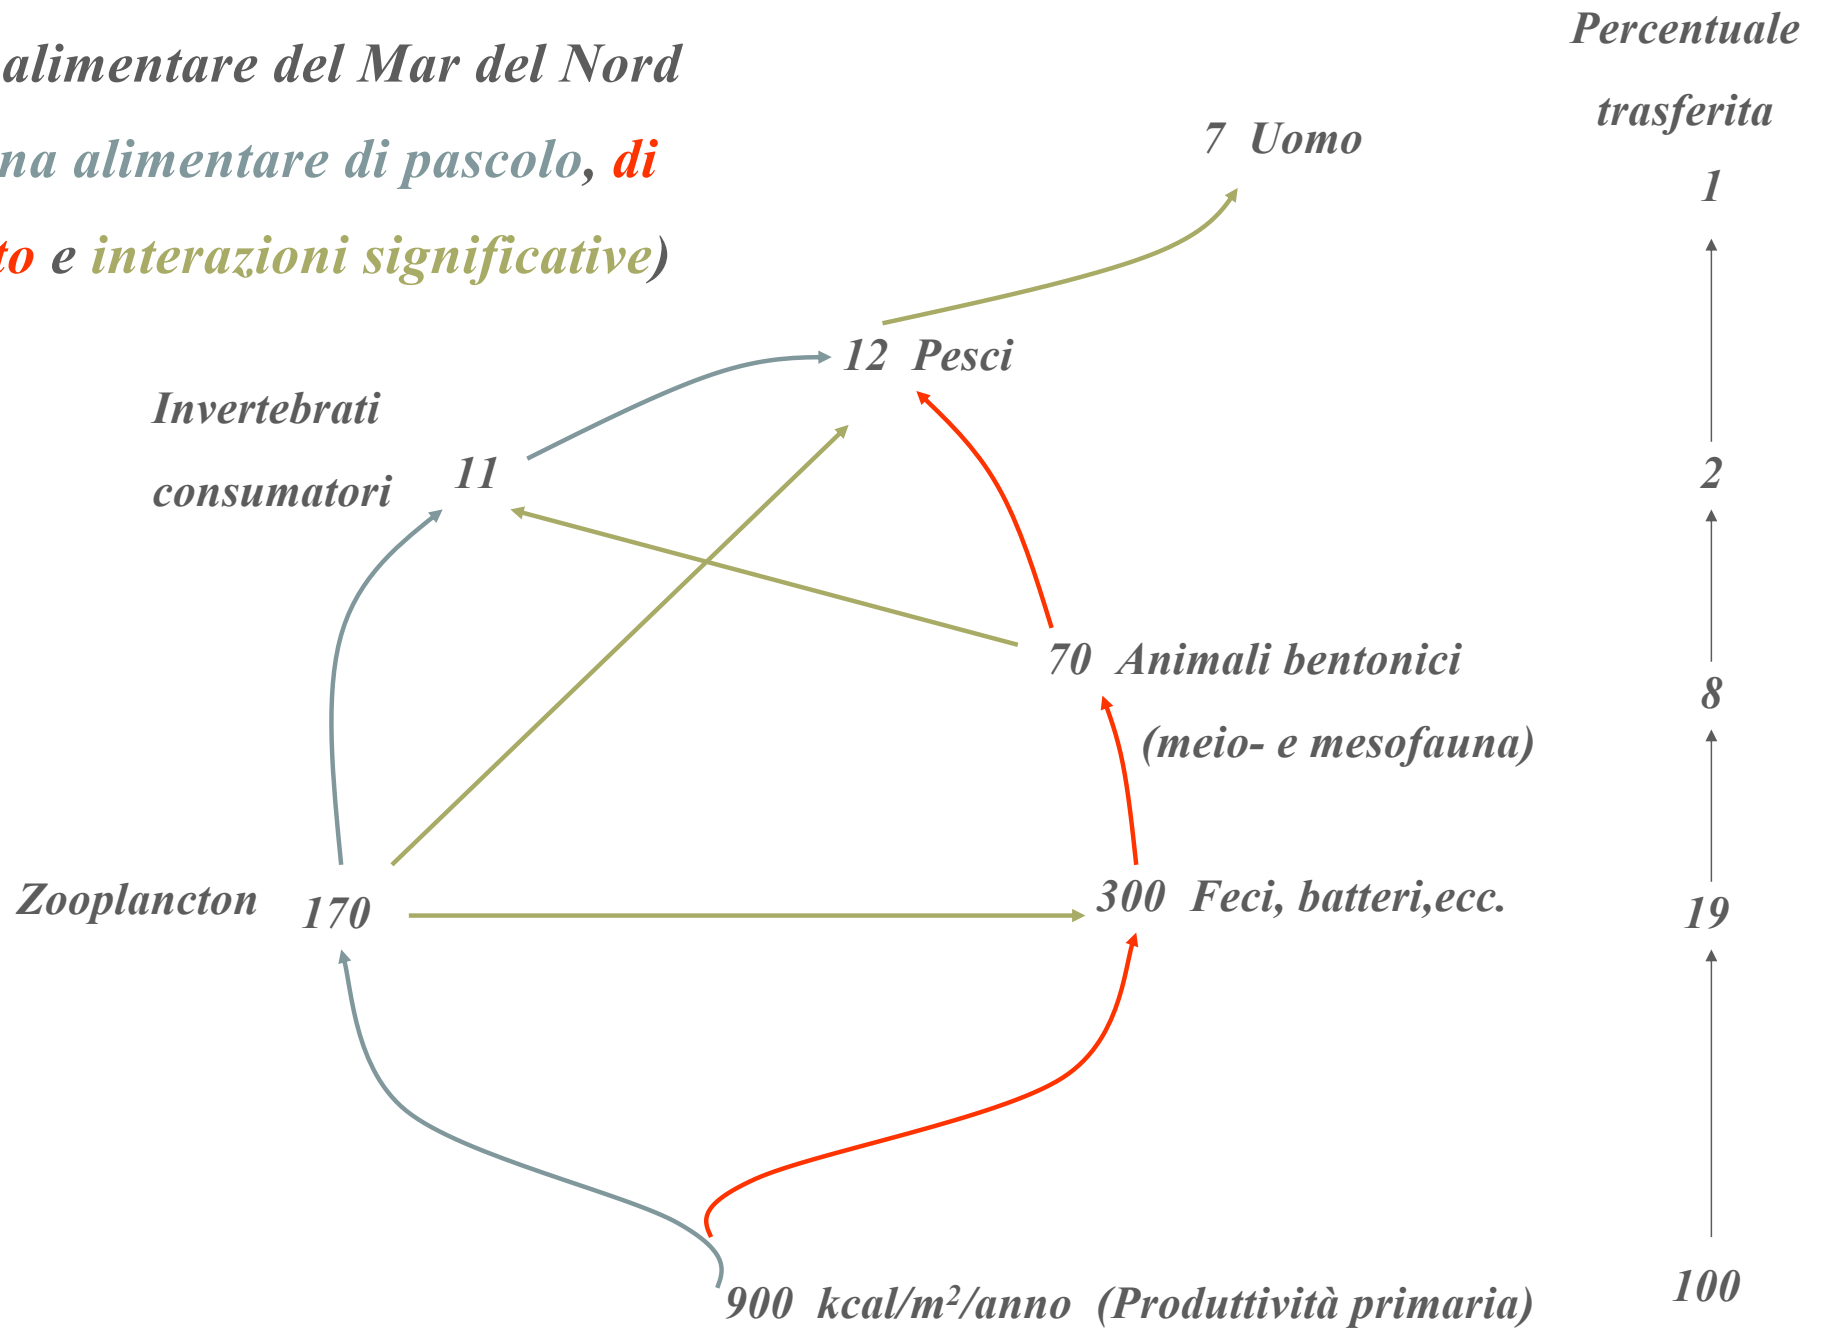 alimentare del Mar del Nord
na alimentare di pascolo, di
to e interazioni significative)
Percentuale
trasferita
7 Uomo
1
12 Pesci
Invertebrati
consumatori
11
2
70 Animali bentonici
(meio- e mesofauna)
8
Zooplancton 170
300 Feci, batteri,ecc.
19
900 kcal/m²/anno (Produttività primaria)
100